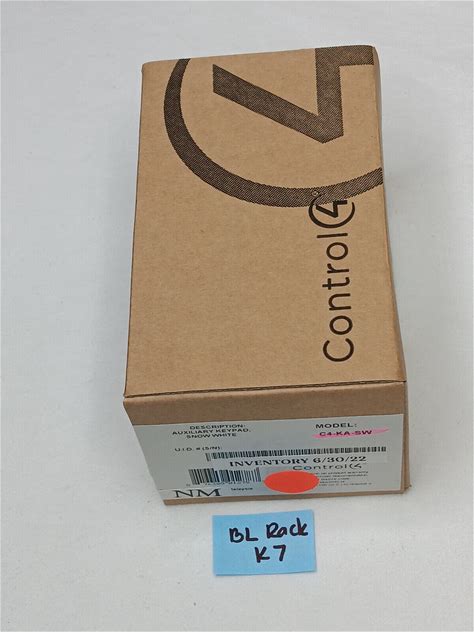 4
Control4
DESCRIPTION:
AUXILIARY KEYPAD,
SNOW WHITE
MODEL:
C4-KA-SW
U.I.D. # (S/N):
INVENTORY 6/30/22
Control4
NM
BL Rack
K7